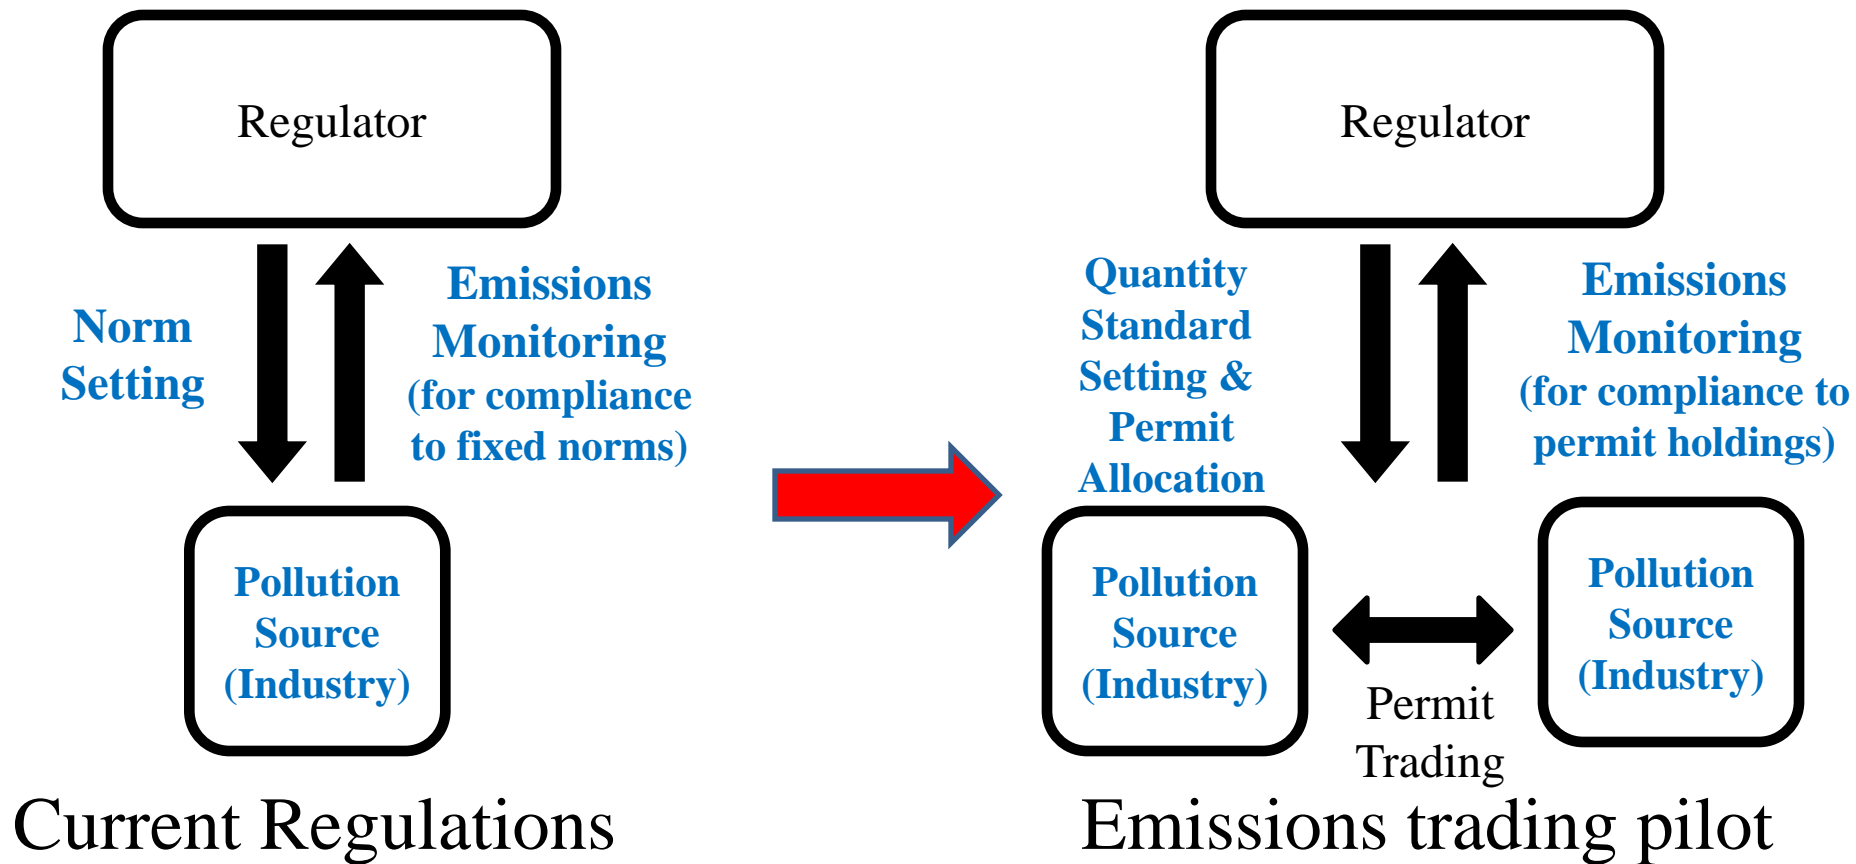 Regulator
Norm
Setting
Emissions
Monitoring
(for compliance
to fixed norms)
Pollution
Source
(Industry)
Current Regulations
Regulator
Quantity
Standard
Setting &
Permit
Allocation
Emissions
Monitoring
(for compliance to
permit holdings)
Pollution
Source
(Industry)
Permit
Trading
Pollution
Source
(Industry)
Emissions trading pilot